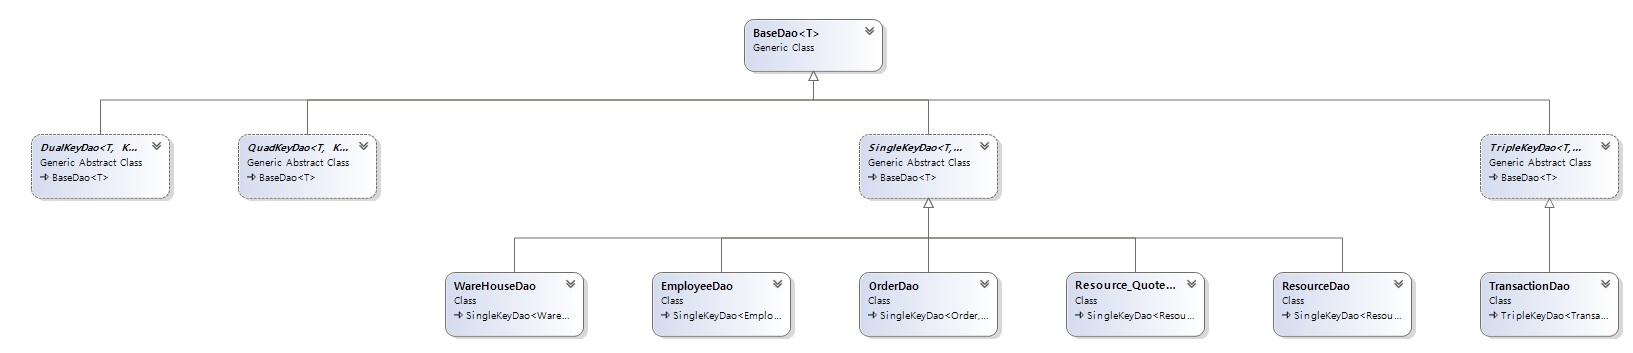 BaseDao<T>
Generic Class
DualKeyDao<T, K...
Generic Abstract Class
BaseDao<T>
QuadKeyDao<T, K...
Generic Abstract Class
BaseDao<T>
SingleKeyDao<T,...
Generic Abstract Class
BaseDao<T>
TripleKeyDao<T,...
Generic Abstract Class
BaseDao<T>
WareHouseDao
Class
SingleKeyDao<Ware...
EmployeeDao
Class
SingleKeyDao<Emplo...
OrderDao
Class
SingleKeyDao<Order,...
Resource_Quote...
Class
SingleKeyDao<Resou...
ResourceDao
Class
SingleKeyDao<Resou...
TransactionDao
Class
TripleKeyDao<Transa...